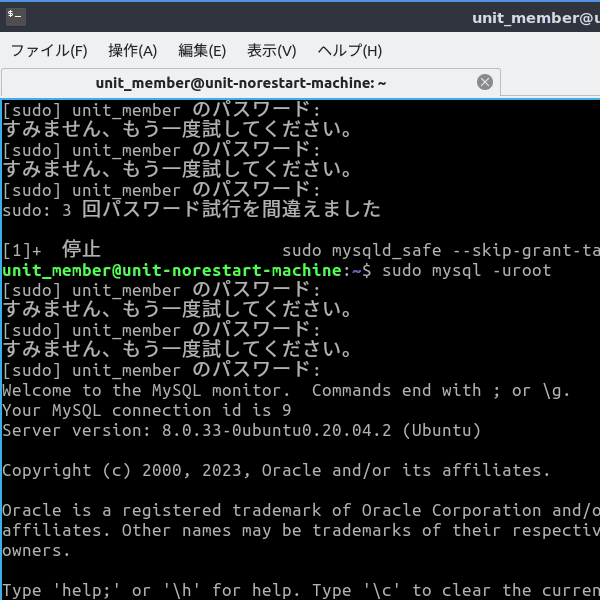 unit_member@u
ファイル(F) 操作(A) 編集(E) 表示(V) ヘルプ(H)
unit_member@unit-norestart-machine: ~
[sudo] unit_member のパスワード:
すみません、もう一度試してください。
[sudo] unit_member のパスワード:
すみません、もう一度試してください。
[sudo] unit_member のパスワード:
sudo: 3 回パスワード試行を間違えました
[1]+  停止                  sudo mysqld_safe --skip-grant-ta
unit_member@unit-norestart-machine:~$ sudo mysql -uroot
[sudo] unit_member のパスワード:
すみません、もう一度試してください。
[sudo] unit_member のパスワード:
すみません、もう一度試してください。
[sudo] unit_member のパスワード:
Welcome to the MySQL monitor.  Commands end with ; or \g.
Your MySQL connection id is 9
Server version: 8.0.33-0ubuntu0.20.04.2 (Ubuntu)
Copyright (c) 2000, 2023, Oracle and/or its affiliates.
Oracle is a registered trademark of Oracle Corporation and/o
affiliates. Other names may be trademarks of their respectiv
owners.
Type 'help;' or '\h' for help. Type '\c' to clear the curren